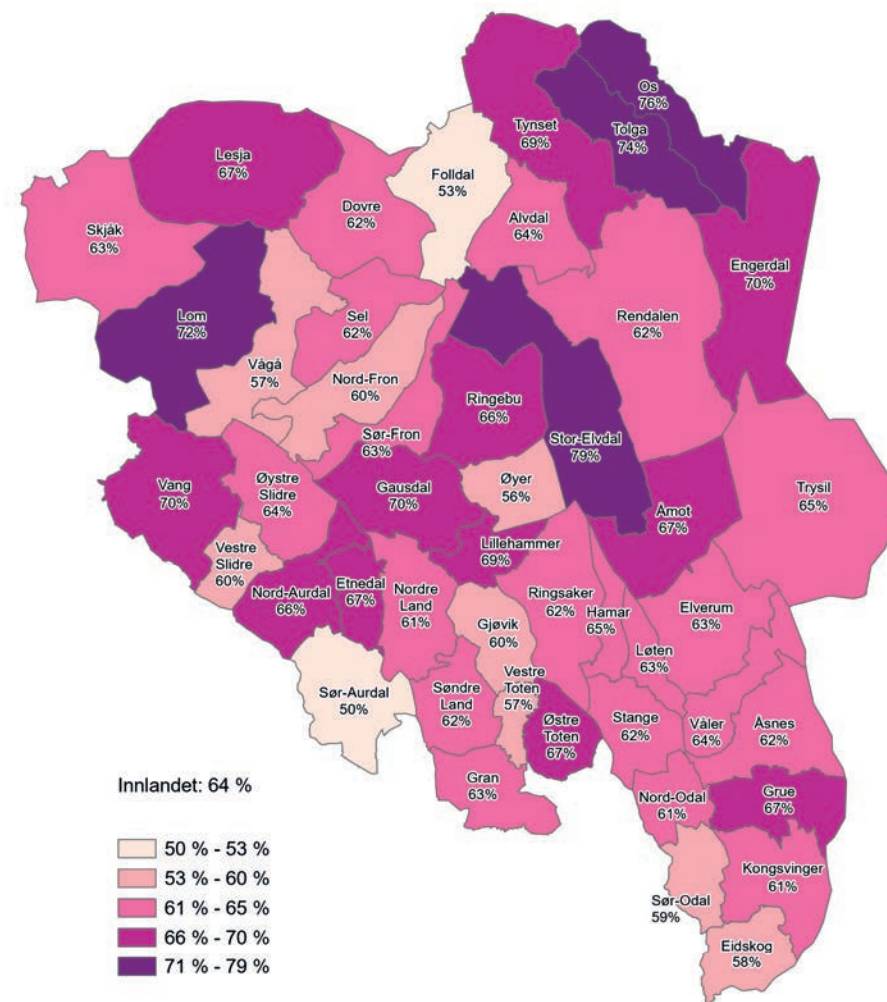 Os
76%
Tolga
74%
Tynset
69%
Lesja
67%
Folldal
53%
Dovre
62%
Alvdal
64%
Skjåk
63%
Engerdal
70%
Lom
72%
Sel
62%
Rendalen
62%
Vågå
57%
Nord-Fron
60%
Ringebu
66%
Sør-Fron
63%
Stor-Elvdal
79%
Vang
70%
Øystre
Slidre
64%
Gausdal
70%
Øyer
56%
Trysil
65%
Åmot
67%
Vestre
Slidre
60%
Lillehammer
69%
Nord-Aurdal
66%
Etnedal
67%
Nordre
Land
61%
Ringsaker
62%
Hamar
65%
Elverum
63%
Gjøvik
60%
Løten
63%
Vestre
Toten
57%
Sør-Aurdal
50%
Søndre
Land
62%
Østre
Toten
67%
Stange
62%
Våler
64%
Åsnes
62%
Gran
63%
Nord-Odal
61%
Grue
67%
Kongsvinger
61%
Sør-Odal
59%
Eidskog
58%
Innlandet: 64 %
50 % - 53 %
53 % - 60 %
61 % - 65 %
66 % - 70 %
71 % - 79 %